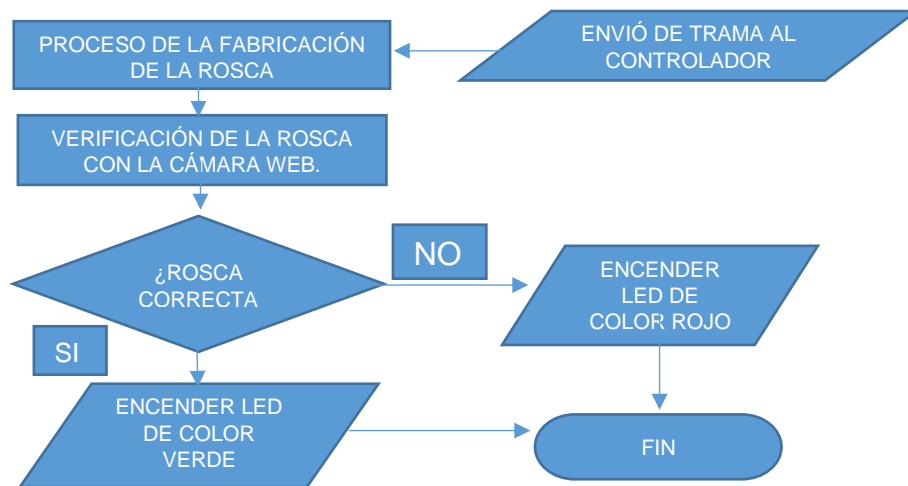 PROCESO DE LA FABRICACIÓN
DE LA ROSCA
ENVIÓ DE TRAMA AL
CONTROLADOR
VERIFICACIÓN DE LA ROSCA
CON LA CÁMARA WEB.
¿ROSCA
CORRECTA
NO
ENCENDER
LED DE
COLOR ROJO
SI
ENCENDER LED
DE COLOR
VERDE
FIN